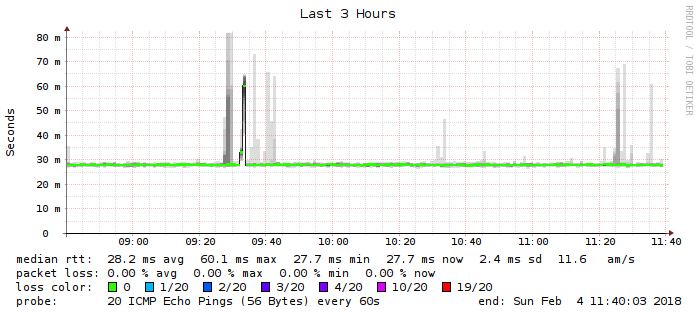 Last 3 Hours
RRDTOOL / TOBI OETIKER
Seconds
80 m
70 m
60 m
50 m
40 m
30 m
20 m
10 m
0
09:00 09:20 09:40 10:00 10:20 10:40 11:00 11:20 11:40
median rtt: 28.2 ms avg 60.1 ms max 27.7 ms min 27.7 ms now 2.4 ms sd 11.6 am/s
packet loss: 0.00 % avg 0.00 % max 0.00 % min 0.00 % now
loss color: 0 1/20 2/20 3/20 4/20 10/20 19/20
probe: 20 ICMP Echo Pings (56 Bytes) every 60s end: Sun Feb 4 11:40:03 2018